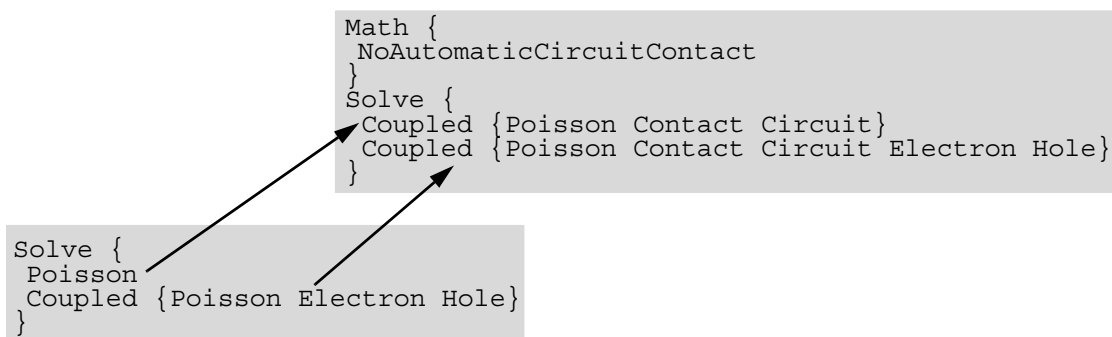 Math {
NoAutomaticCircuitContact
}
Solve {
Coupled {Poisson Contact Circuit}
Coupled {Poisson Contact Circuit Electron Hole}
}
Solve {
Poisson
Coupled {Poisson Electron Hole}
}